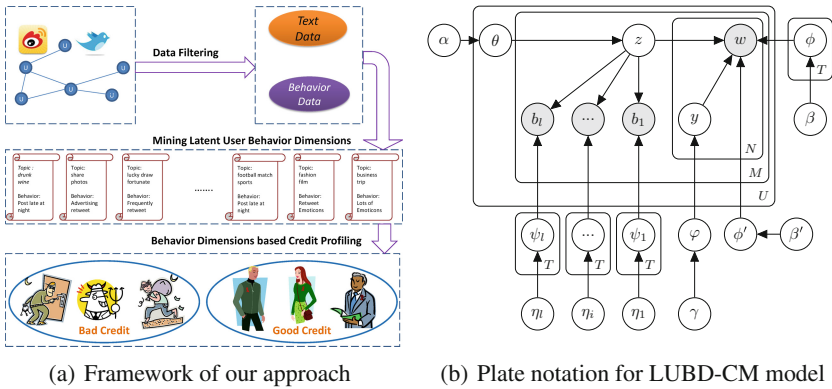 Data Filtering
Text
Data
Behavior
Data
U
U
U
U
U
U
Mining Latent User Behavior Dimensions
Topic :
drunk
wine
Behavior:
Post late at
night
Topic:
share
photos
Behavior:
Advertising
retweet
Topic:
lucky draw
fortunate
Behavior:
Frequently
retweet
.......
Topic:
football match
sports
Behavior:
Post late at
night
Topic:
fashion
film
Behavior:
Retweet
Emoticons
Topic:
business
trip
Behavior:
Lots of
Emoticons
Behavior Dimensions based Credit Profiling
Bad Credit
Good Credit
(a) Framework of our approach
α
θ
z
w
ϕ
T
β
b_l
...
b_1
y
N
M
U
ψ_l
T
...
T
ψ_1
T
φ
ϕ′
β′
η_l
η_i
η_1
γ
(b) Plate notation for LUBD-CM model